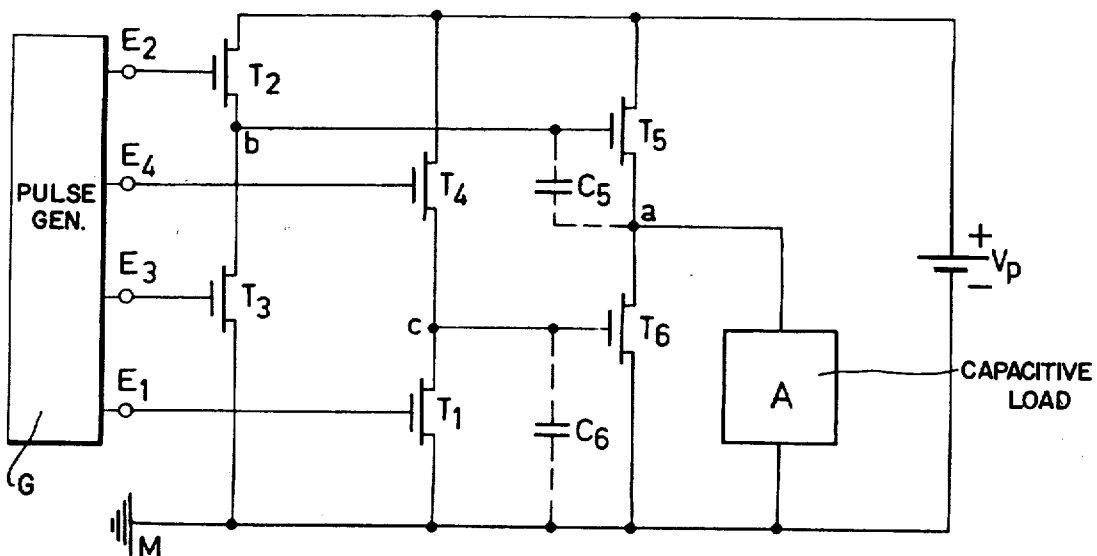 E2
T2
b
T5
E4
PULSE
GEN.
T4
C5
a
+
Vp
−
E3
T3
c
T6
CAPACITIVE
LOAD
A
E1
T1
C6
G
M